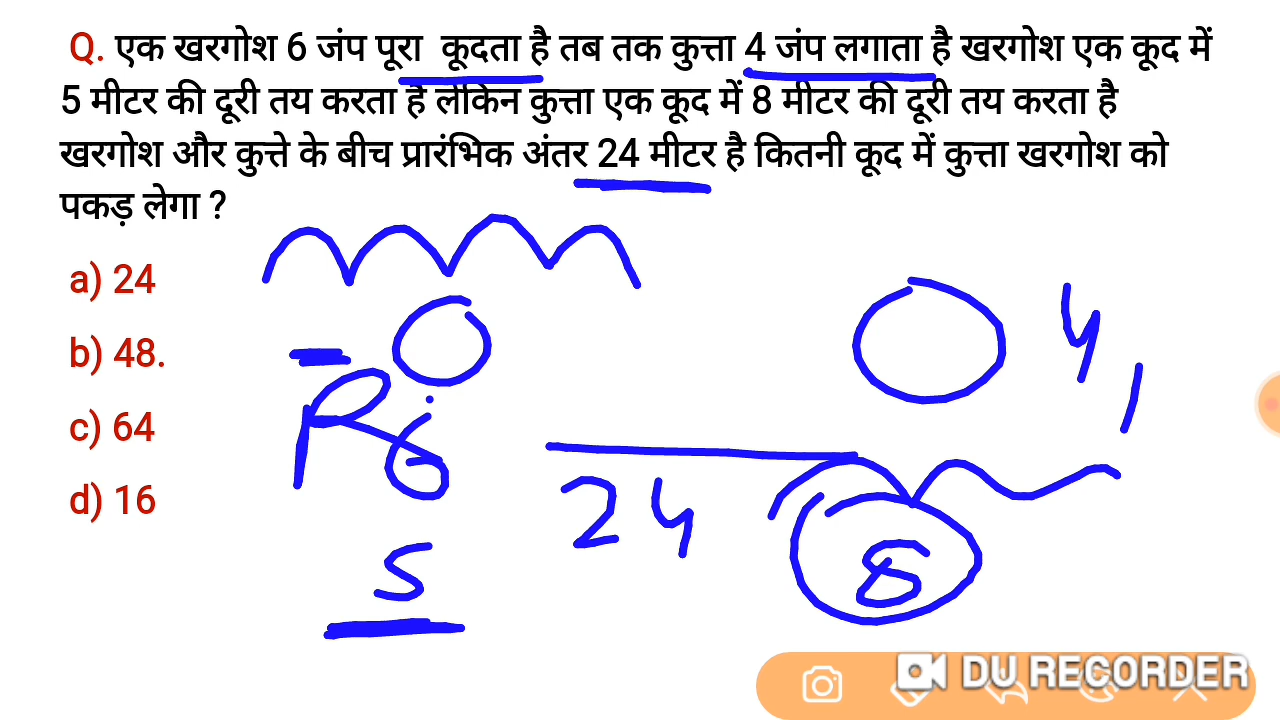 Q. एक खरगोश 6 जंप पूरा कूदता है तब तक कुत्ता 4 जंप लगाता है खरगोश एक कूद में
5 मीटर की दूरी तय करता है लेकिन कुत्ता एक कूद में 8 मीटर की दूरी तय करता है
खरगोश और कुत्ते के बीच प्रारंभिक अंतर 24 मीटर है कितनी कूद में कुत्ता खरगोश को
पकड़ लेगा ?
a) 24
b) 48.
c) 64
d) 16
4
R 6
24
5
8
DU RECORDER